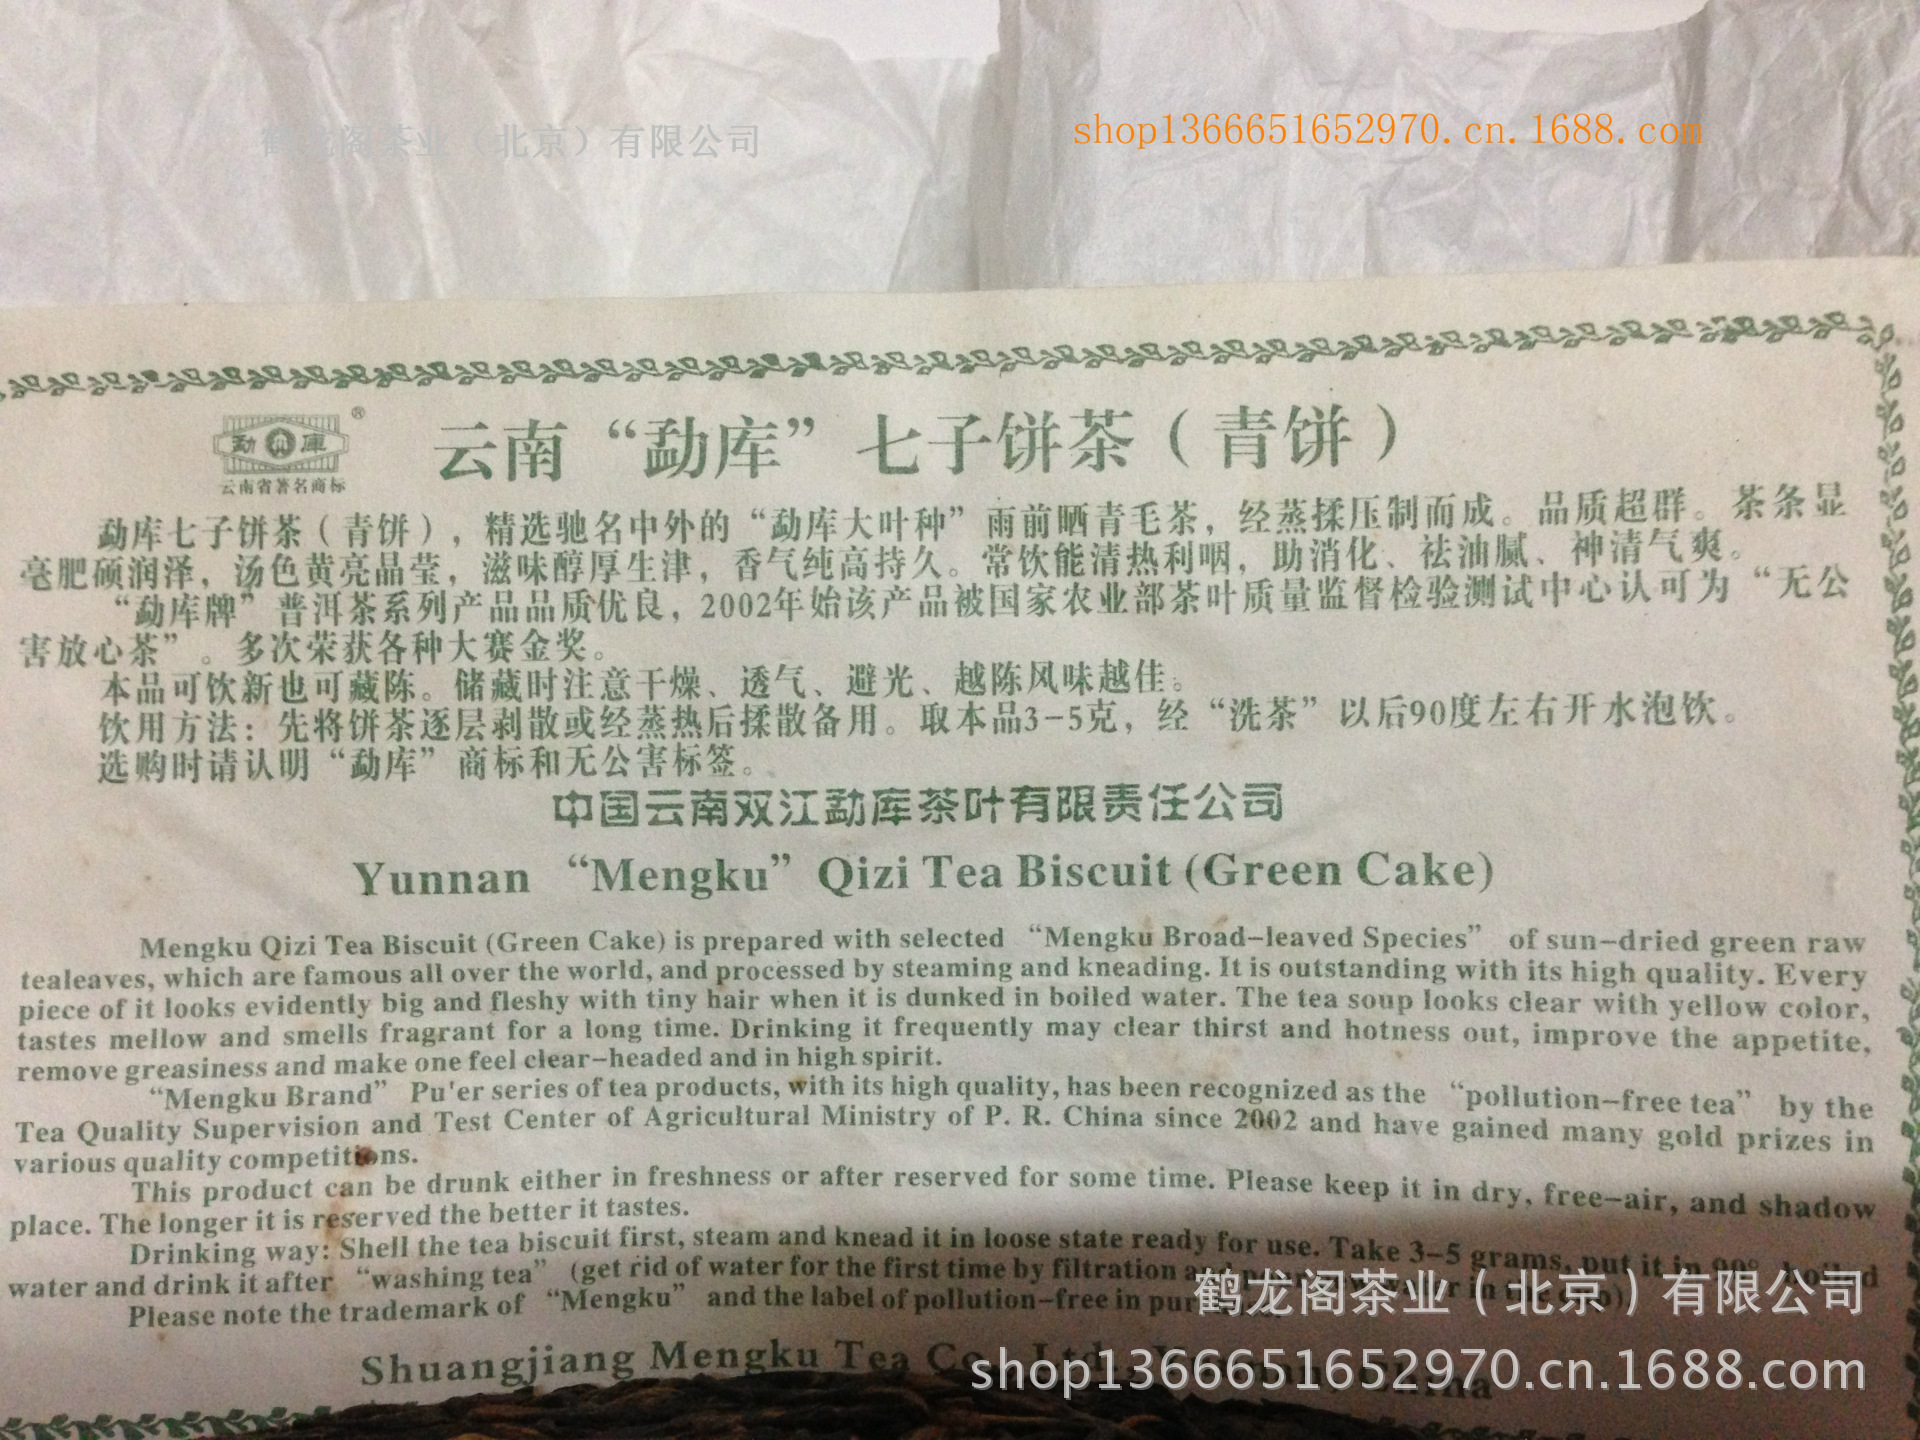 鹤龙阁茶业（北京）有限公司
shop1366651652970.cn.1688.com
勐库®
云南省著名商标
云南“勐库”七子饼茶（青饼）
勐库七子饼茶（青饼），精选驰名中外的“勐库大叶种”雨前晒青毛茶，经蒸揉压制而成。品质超群。茶条显
毫肥硕润泽，汤色黄亮晶莹，滋味醇厚生津，香气纯高持久。常饮能清热利咽，助消化、祛油腻、神清气爽。
“勐库牌”普洱茶系列产品品质优良，2002年始该产品被国家农业部茶叶质量监督检验测试中心认可为“无公
害放心茶”。多次荣获各种大赛金奖。
本品可饮新也可藏陈。储藏时注意干燥、透气、避光、越陈风味越佳。
饮用方法：先将饼茶逐层剥散或经蒸热后揉散备用。取本品3-5克，经“洗茶”以后90度左右开水泡饮。
选购时请认明“勐库”商标和无公害标签。
中国云南双江勐库茶叶有限责任公司
Yunnan “Mengku” Qizi Tea Biscuit (Green Cake)
Mengku Qizi Tea Biscuit (Green Cake) is prepared with selected “Mengku Broad-leaved Species” of sun-dried green raw
tealeaves, which are famous all over the world, and processed by steaming and kneading. It is outstanding with its high quality. Every
piece of it looks evidently big and fleshy with tiny hair when it is dunked in boiled water. The tea soup looks clear with yellow color,
tastes mellow and smells fragrant for a long time. Drinking it frequently may clear thirst and hotness out, improve the appetite,
remove greasiness and make one feel clear-headed and in high spirit.
“Mengku Brand” Pu'er series of tea products, with its high quality, has been recognized as the “pollution-free tea” by the
Tea Quality Supervision and Test Center of Agricultural Ministry of P. R. China since 2002 and have gained many gold prizes in
various quality competitions.
This product can be drunk either in freshness or after reserved for some time. Please keep it in dry, free-air, and shadow
place. The longer it is reserved the better it tastes.
Drinking way: Shell the tea biscuit first, steam and knead it in loose state ready for use. Take 3-5 grams, put it in 90° boiled
water and drink it after “washing tea” (get rid of water for the first time by filtration and
Please note the trademark of “Mengku” and the label of pollution-free in
鹤龙阁茶业（北京）有限公司
Shuangjiang Mengku Tea Co., Ltd.
shop1366651652970.cn.1688.com